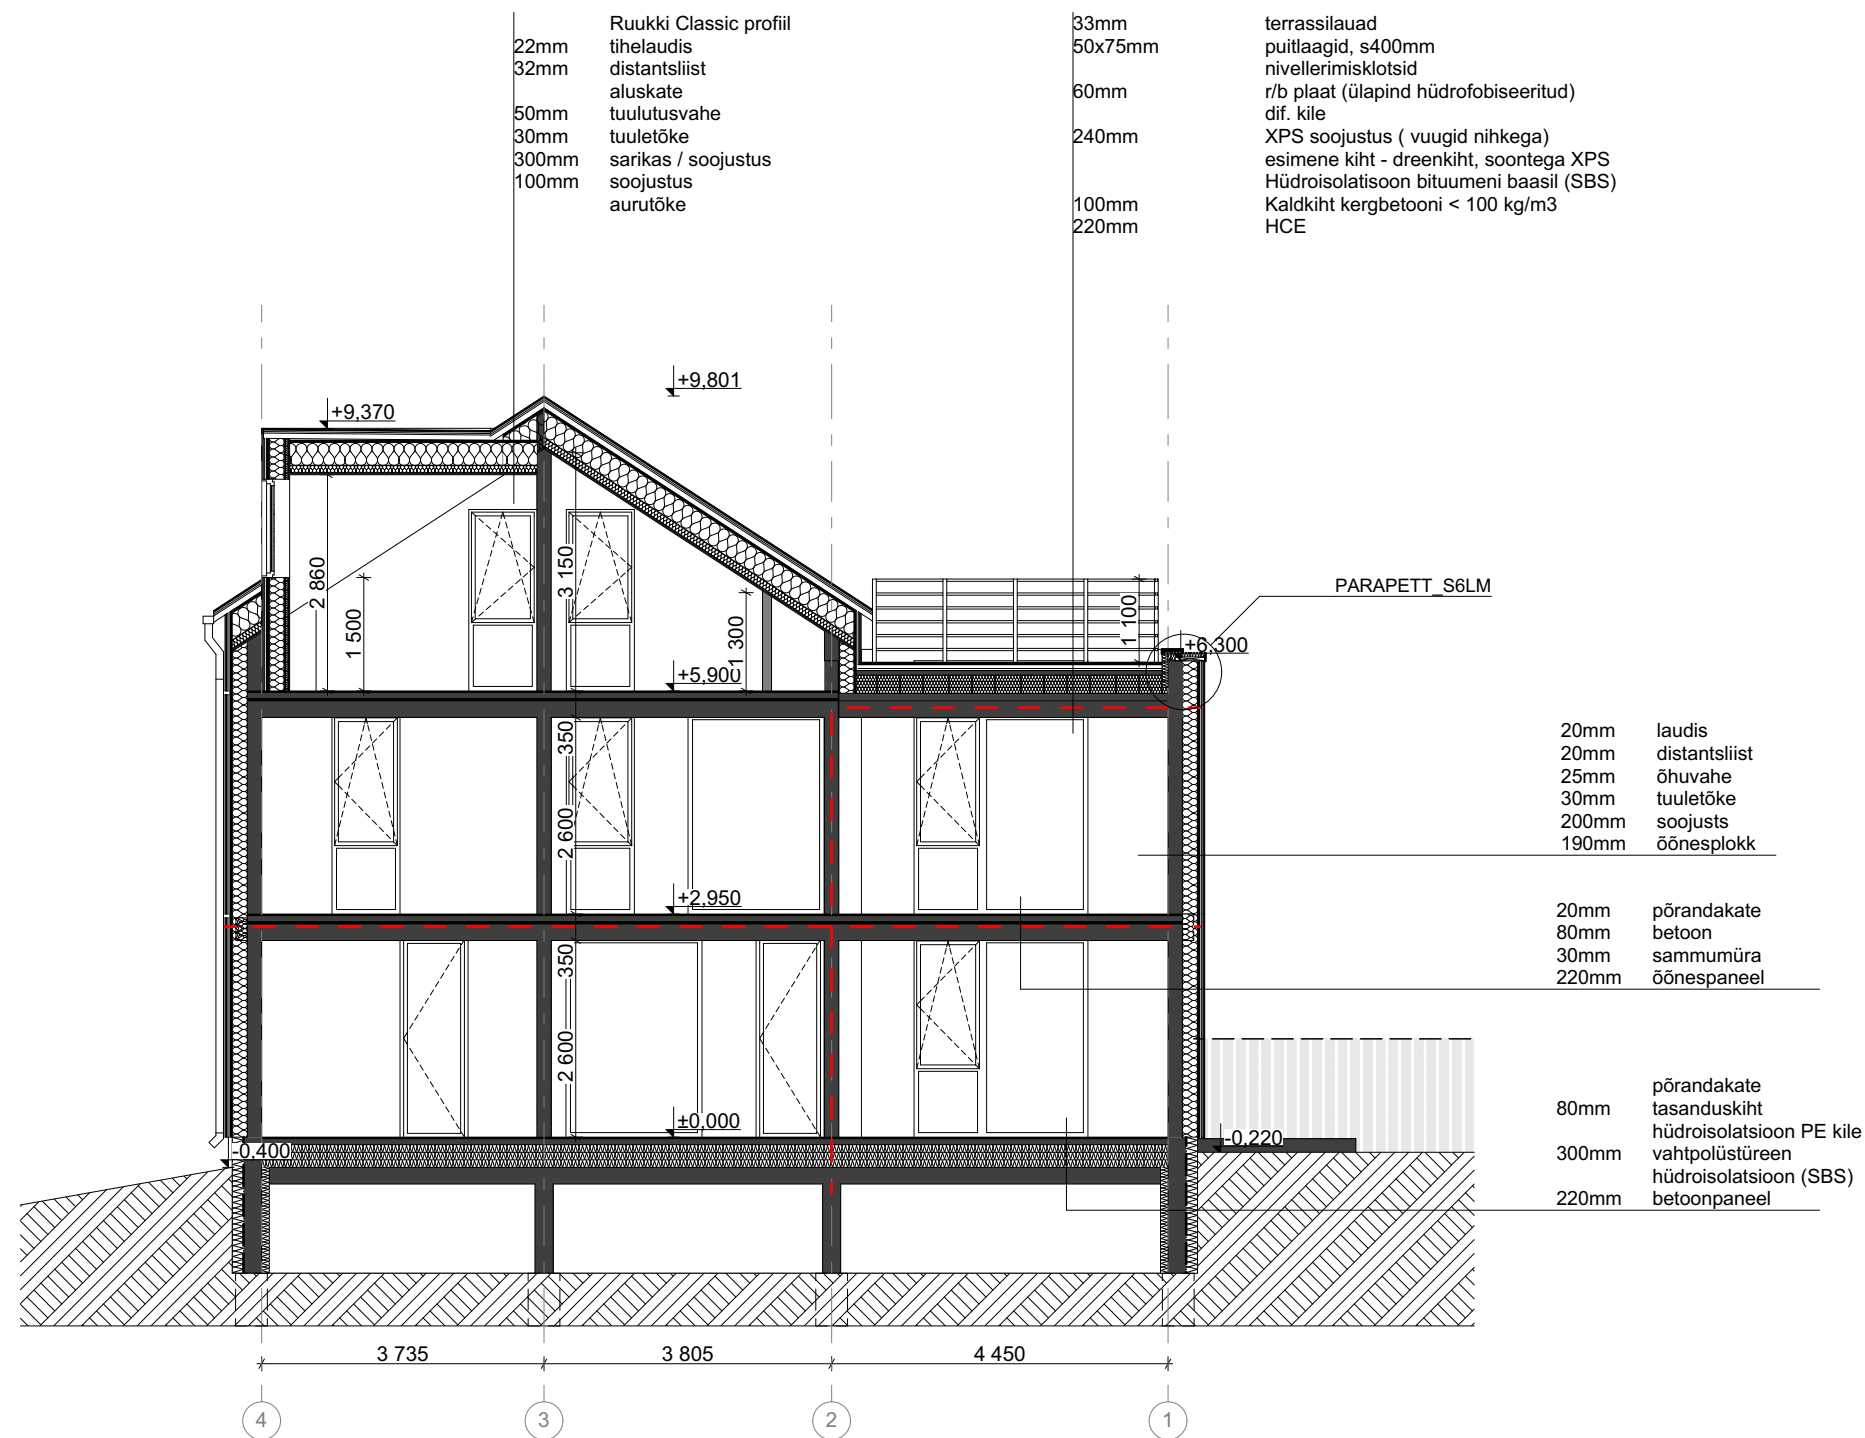 Ruukki Classic profiil
22mm tihelaudis
32mm distantsliist
aluskate
50mm tuulutusvahe
30mm tuuletõke
300mm sarikas / soojustus
100mm soojustus
aurutõke
33mm terrassilauad
50x75mm puitlaagid, s400mm
nivellerimisklotsid
60mm r/b plaat (ülapind hüdrofobiseeritud)
dif. kile
240mm XPS soojustus ( vuugid nihkega)
esimene kiht - dreenkiht, soontega XPS
Hüdroisolatisoon bituumeni baasil (SBS)
100mm Kaldkiht kergbetooni < 100 kg/m3
220mm HCE
+9,801
+9,370
2 860
1 500
3 150
1 300
1 100
PARAPETT_S6LM
+6,300
+5,900
350
2 600
20mm laudis
20mm distantsliist
25mm õhuvahe
30mm tuuletõke
200mm soojusts
190mm õõnesplokk
+2,950
20mm põrandakate
80mm betoon
30mm sammumüra
220mm õõnespaneel
350
2 600
±0,000
-0,400
-0,220
põrandakate
80mm tasanduskiht
hüdroisolatsioon PE kile
300mm vahtpolüstüreen
hüdroisolatsioon (SBS)
220mm betoonpaneel
3 735
3 805
4 450
4
3
2
1